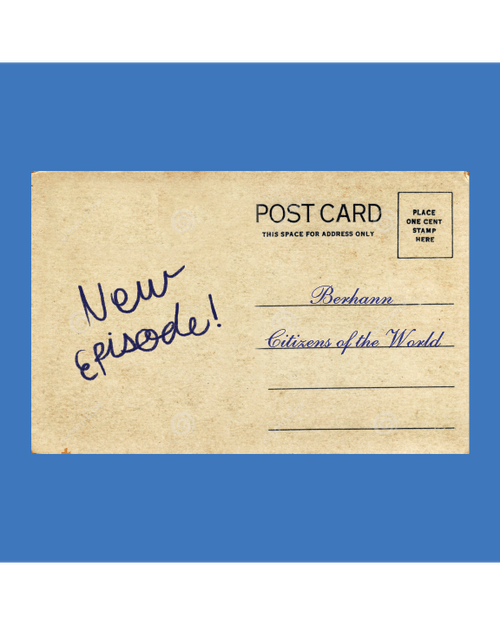 POST CARD
THIS SPACE FOR ADDRESS ONLY
PLACE
ONE CENT
STAMP
HERE
New
Episode!
Berhann
Citizens of the World